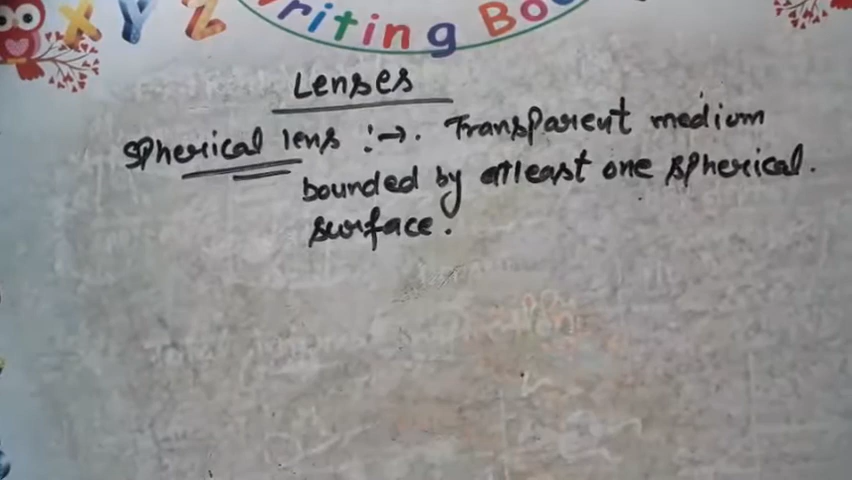 X Y Z
Writing Bo
Lenses
Spherical lens :→. Transparent medium
bounded by atleast one spherical.
surface.